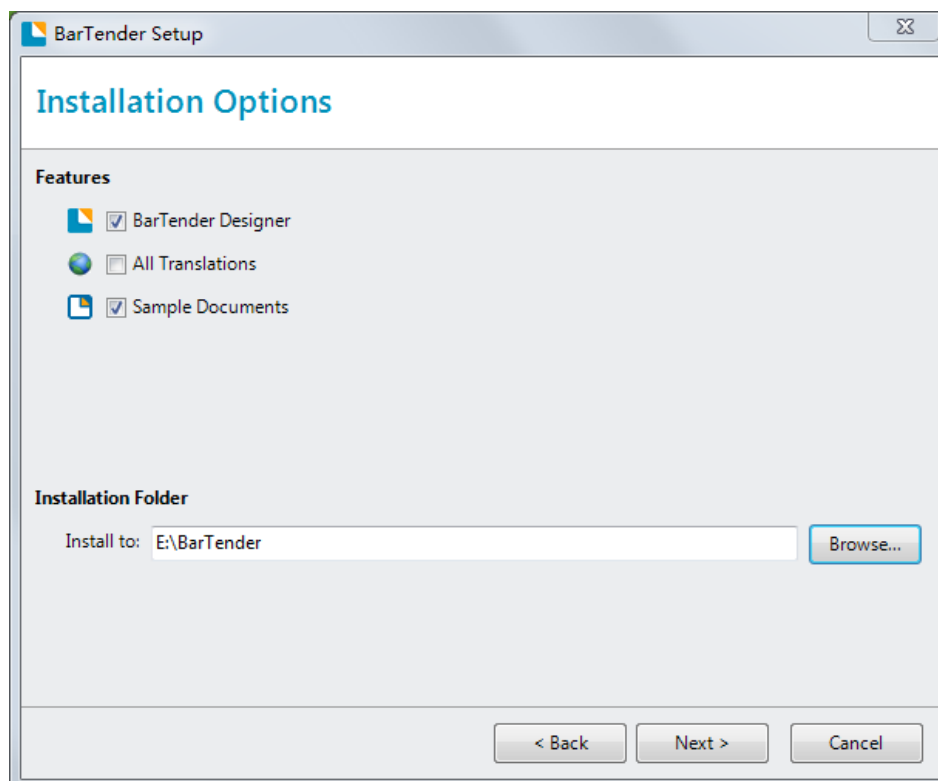 BarTender Setup
Installation Options
Features
BarTender Designer
All Translations
Sample Documents
Installation Folder
Install to: E:\BarTender Browse...
< Back Next > Cancel